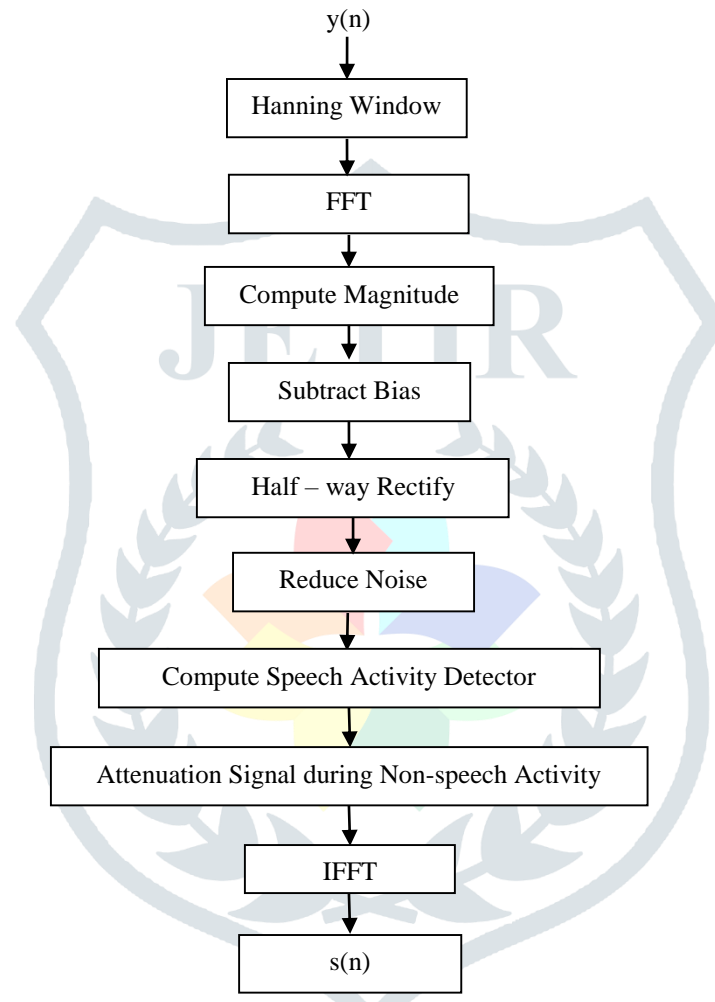 y(n)
Hanning Window
FFT
JETIR
Compute Magnitude
Subtract Bias
Half – way Rectify
Reduce Noise
Compute Speech Activity Detector
Attenuation Signal during Non-speech Activity
IFFT
s(n)